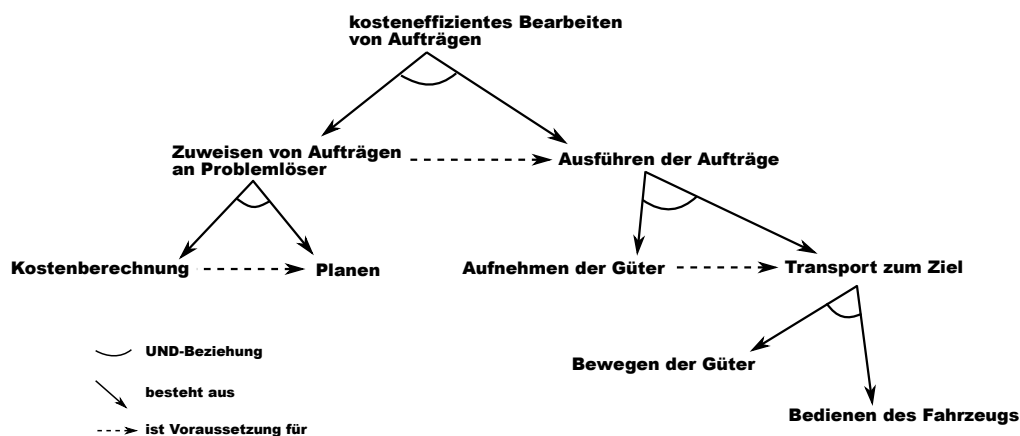 kosteneffizientes Bearbeiten
von Aufträgen
Zuweisen von Aufträgen
an Problemlöser
Ausführen der Aufträge
Kostenberechnung
Planen
Aufnehmen der Güter
Transport zum Ziel
Bewegen der Güter
Bedienen des Fahrzeugs
UND-Beziehung
besteht aus
ist Voraussetzung für